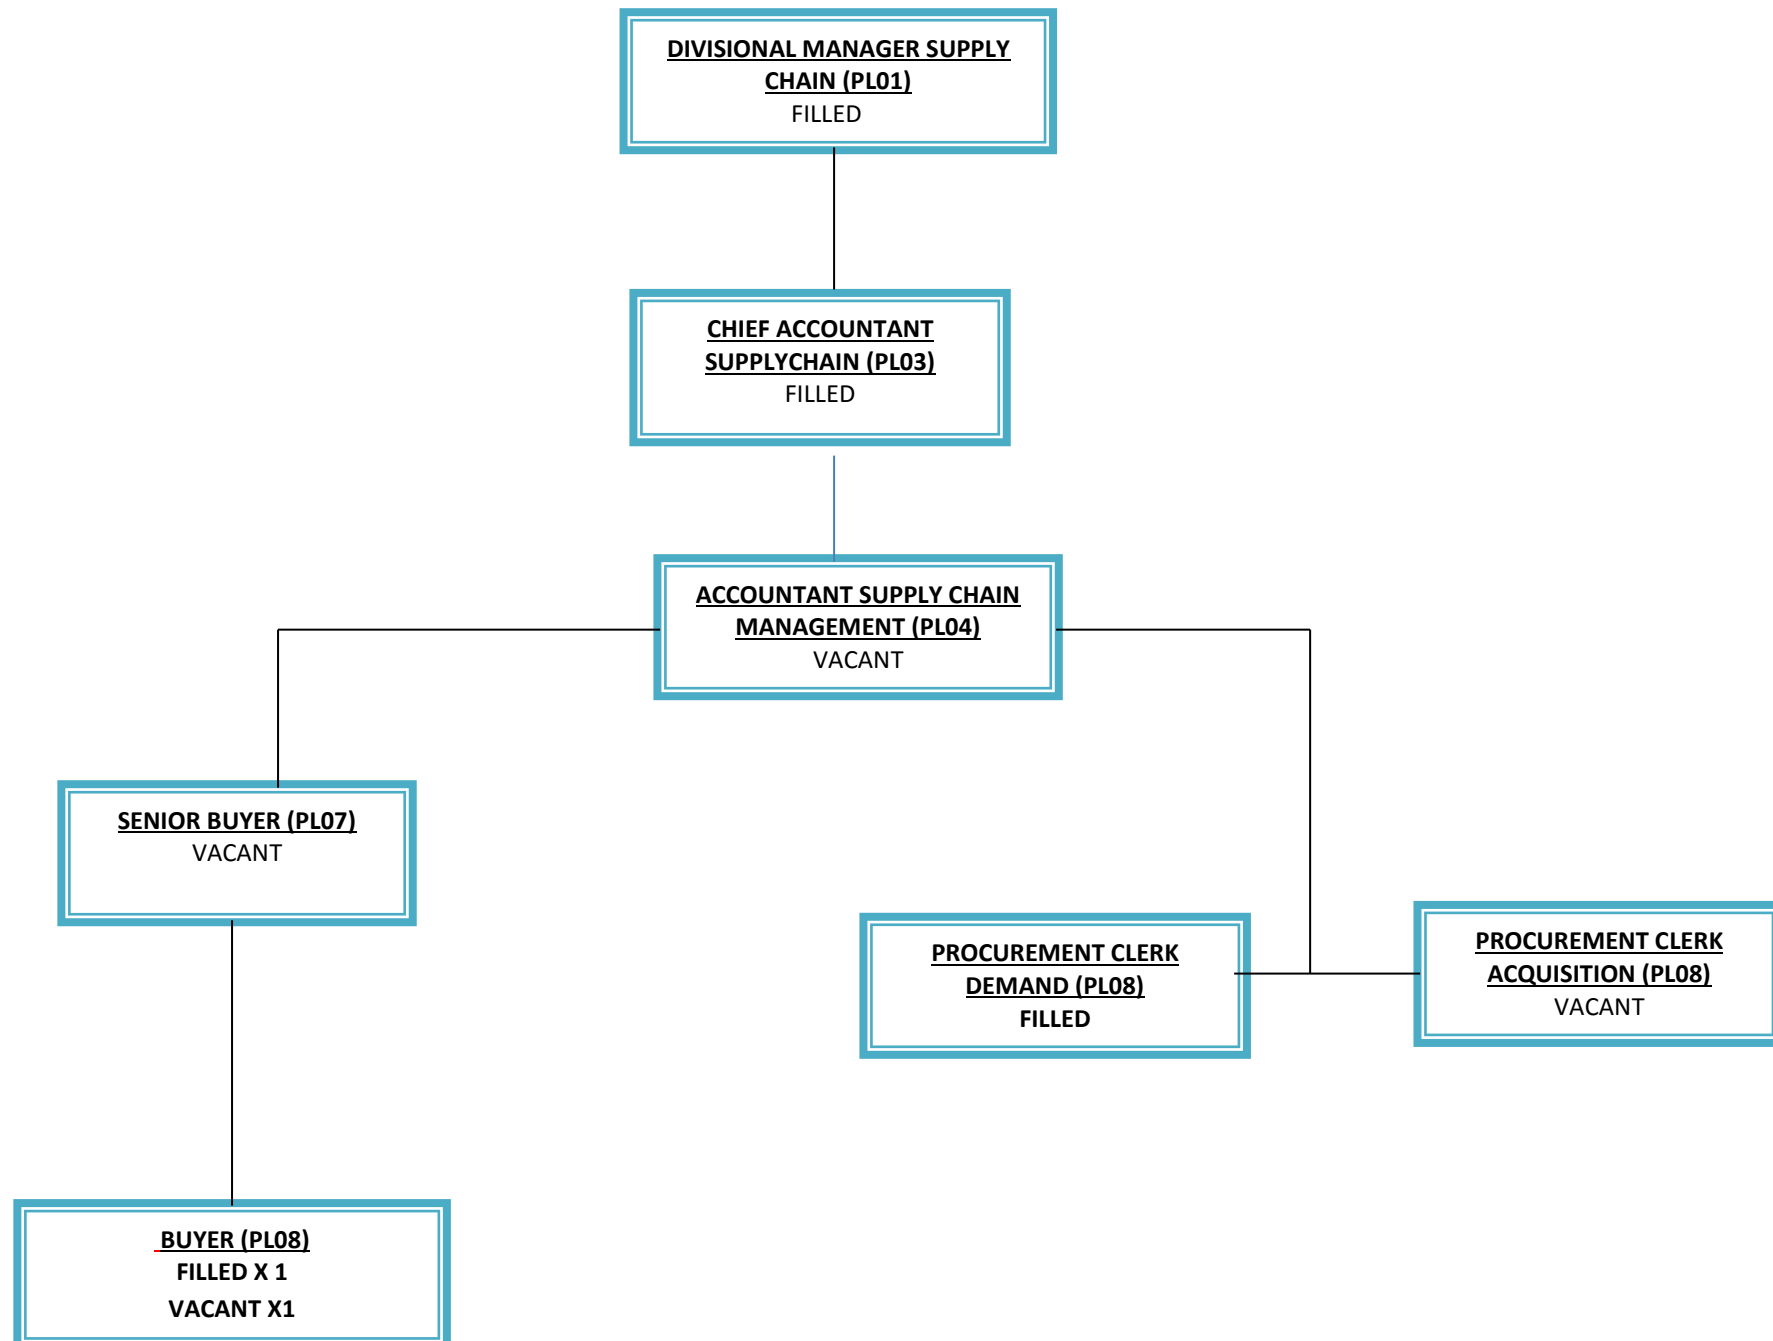 DIVISIONAL MANAGER SUPPLY
CHAIN (PL01)
FILLED
CHIEF ACCOUNTANT
SUPPLYCHAIN (PL03)
FILLED
ACCOUNTANT SUPPLY CHAIN
MANAGEMENT (PL04)
VACANT
SENIOR BUYER (PL07)
VACANT
PROCUREMENT CLERK
DEMAND (PL08)
FILLED
PROCUREMENT CLERK
ACQUISITION (PL08)
VACANT
BUYER (PL08)
FILLED X 1
VACANT X1